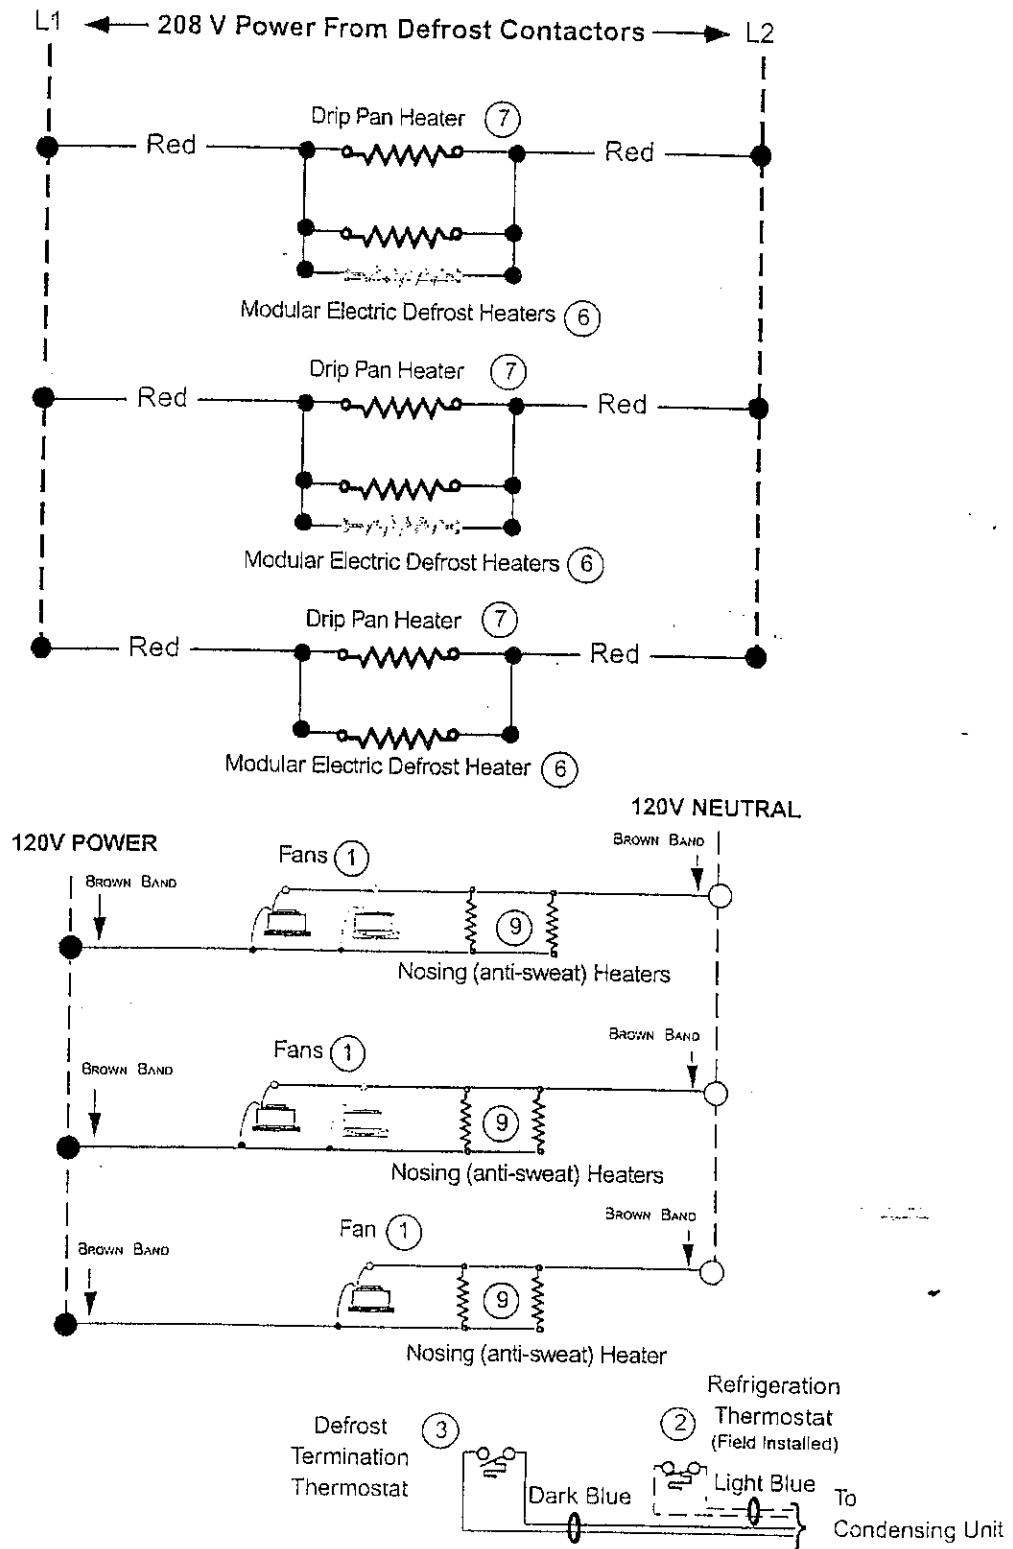 L1 208 V Power From Defrost Contactors L2
Drip Pan Heater 7
Red Red
Modular Electric Defrost Heaters 6
Drip Pan Heater 7
Red Red
Modular Electric Defrost Heaters 6
Drip Pan Heater 7
Red Red
Modular Electric Defrost Heater 6
120V NEUTRAL
120V POWER
BROWN BAND
Fans 1
BROWN BAND
9
Nosing (anti-sweat) Heaters
BROWN BAND
Fans 1
BROWN BAND
9
Nosing (anti-sweat) Heaters
BROWN BAND
Fan 1
BROWN BAND
9
Nosing (anti-sweat) Heater
Defrost
Termination
Thermostat
3
Refrigeration
Thermostat
(Field Installed)
2
Dark Blue
Light Blue
To
Condensing Unit